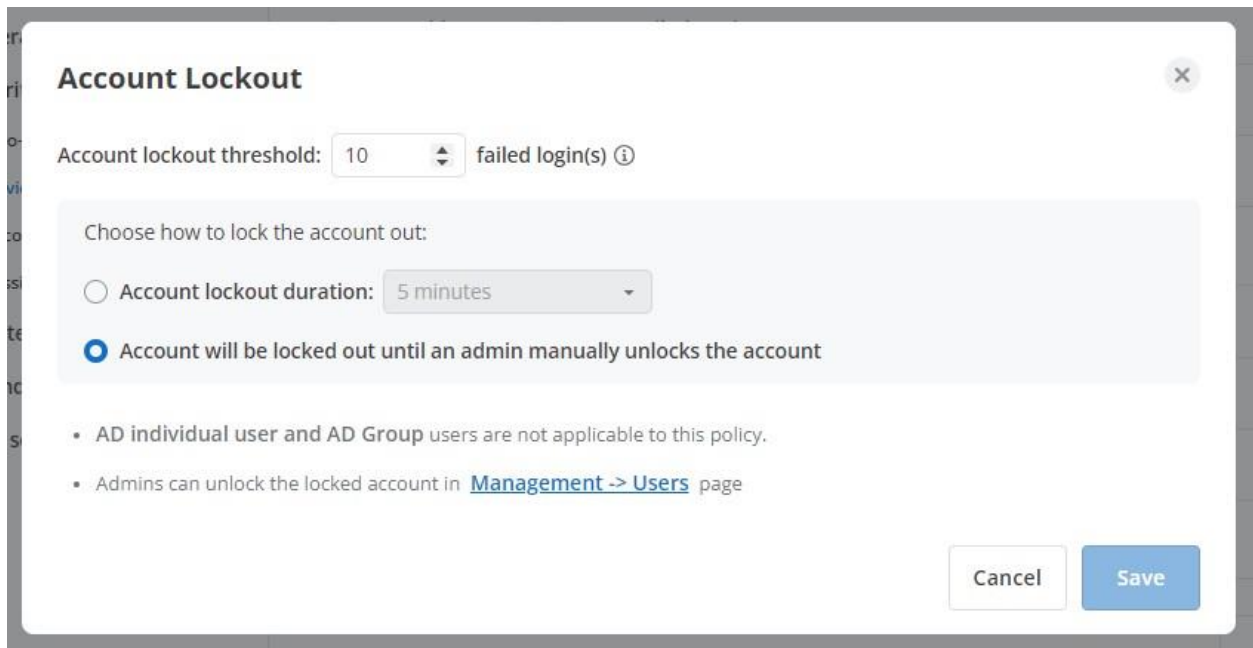 Account Lockout
Account lockout threshold: 10 failed login(s)
Choose how to lock the account out:
Account lockout duration: 5 minutes
Account will be locked out until an admin manually unlocks the account
• AD individual user and AD Group users are not applicable to this policy.
• Admins can unlock the locked account in Management -> Users page
Cancel Save